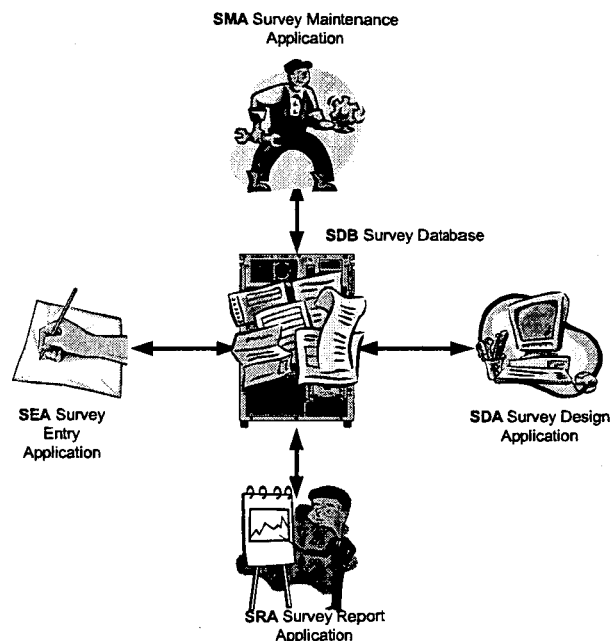 SMA Survey Maintenance
Application
SDB Survey Database
SEA Survey
Entry
Application
SDA Survey Design
Application
SRA Survey Report
Application